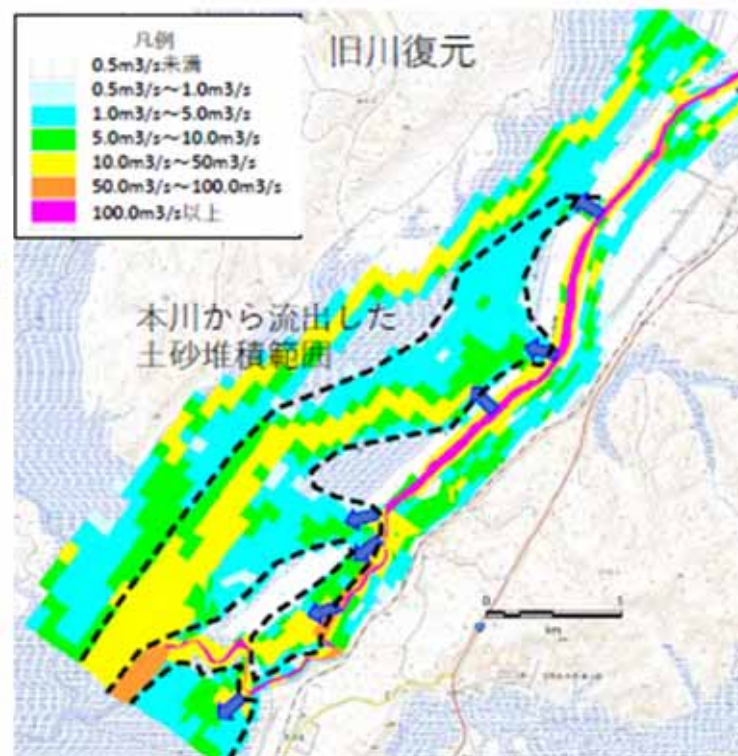 凡例
0.5m3/s未満
0.5m3/s～1.0m3/s
1.0m3/s～5.0m3/s
5.0m3/s～10.0m3/s
10.0m3/s～50m3/s
50.0m3/s～100.0m3/s
100.0m3/s以上
旧川復元
本川から流出した
土砂堆積範囲
0
1
km